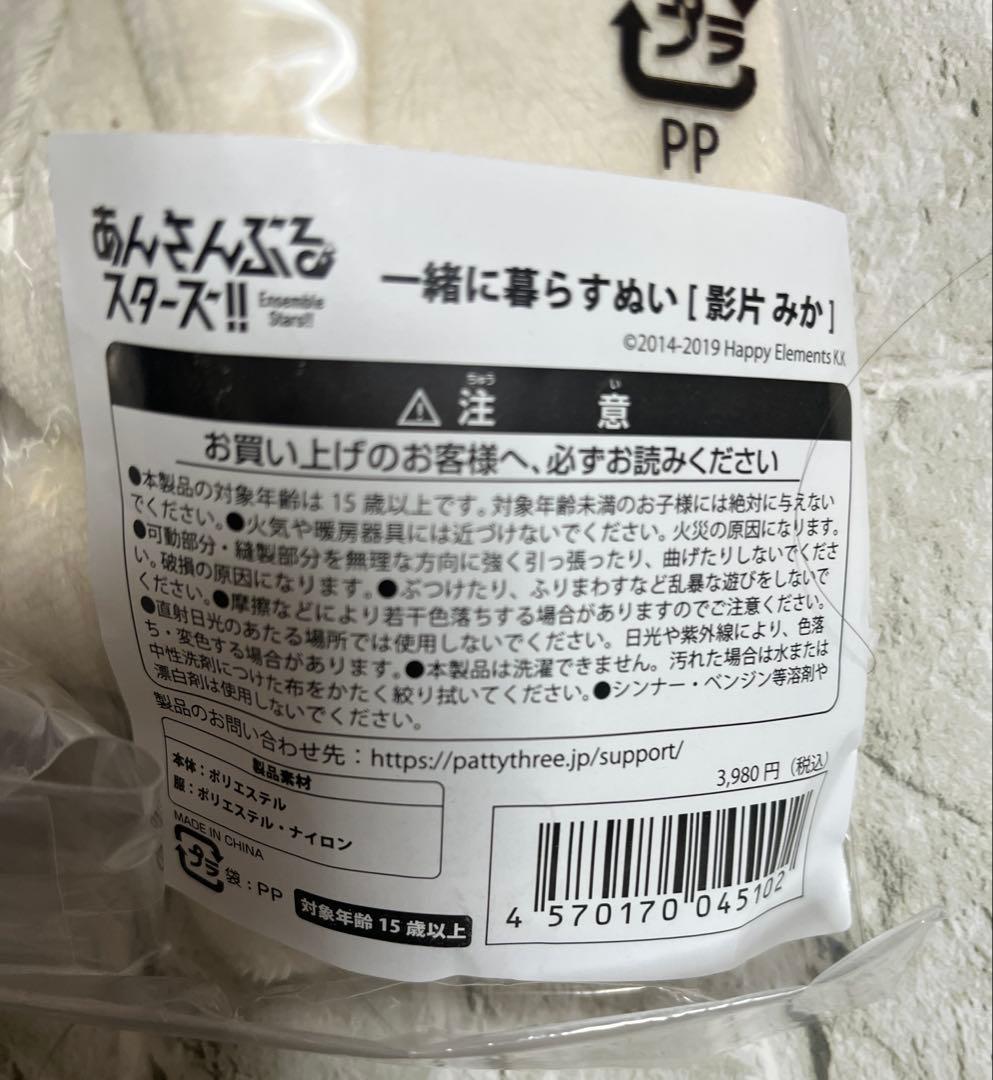 プラ
PP
あんさんぶる
スターズ!!
Ensemble
Stars!!
一緒に暮らすぬい [ 影片 みか ]
©2014-2019 Happy Elements K.K
ちゅう い
⚠ 注 意
お買い上げのお客様へ、必ずお読みください
●本製品の対象年齢は 15 歳以上です。対象年齢未満のお子様には絶対に与えない
でください。●火気や暖房器具には近づけないでください。火災の原因になります。
●可動部分・縫製部分を無理な方向に強く引っ張ったり、曲げたりしないでくださ
い。破損の原因になります。●ぶつけたり、ふりまわすなど乱暴な遊びをしないで
ください。●摩擦などにより若干色落ちする場合がありますのでご注意ください。
●直射日光のあたる場所では使用しないでください。日光や紫外線により、色落
ち・変色する場合があります。●本製品は洗濯できません。汚れた場合は水または
中性洗剤につけた布をかたく絞り拭いてください。●シンナー・ベンジン等溶剤や
漂白剤は使用しないでください。
製品のお問い合わせ先：https://pattythree.jp/support/
3,980 円（税込）
製品素材
本体：ポリエステル
服：ポリエステル・ナイロン
MADE IN CHINA
プラ
袋：PP
対象年齢 15 歳以上
4 570170 045102